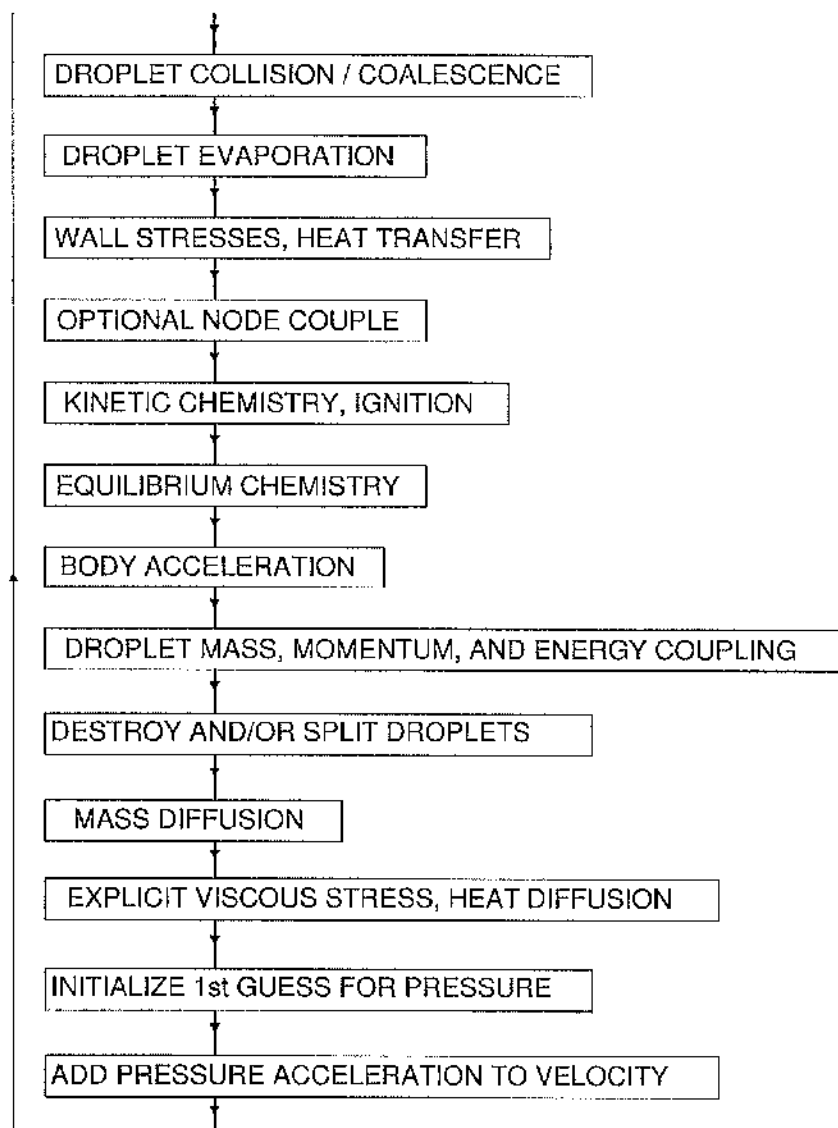 DROPLET COLLISION / COALESCENCE
DROPLET EVAPORATION
WALL STRESSES, HEAT TRANSFER
OPTIONAL NODE COUPLE
KINETIC CHEMISTRY, IGNITION
EQUILIBRIUM CHEMISTRY
BODY ACCELERATION
DROPLET MASS, MOMENTUM, AND ENERGY COUPLING
DESTROY AND/OR SPLIT DROPLETS
MASS DIFFUSION
EXPLICIT VISCOUS STRESS, HEAT DIFFUSION
INITIALIZE 1st GUESS FOR PRESSURE
ADD PRESSURE ACCELERATION TO VELOCITY